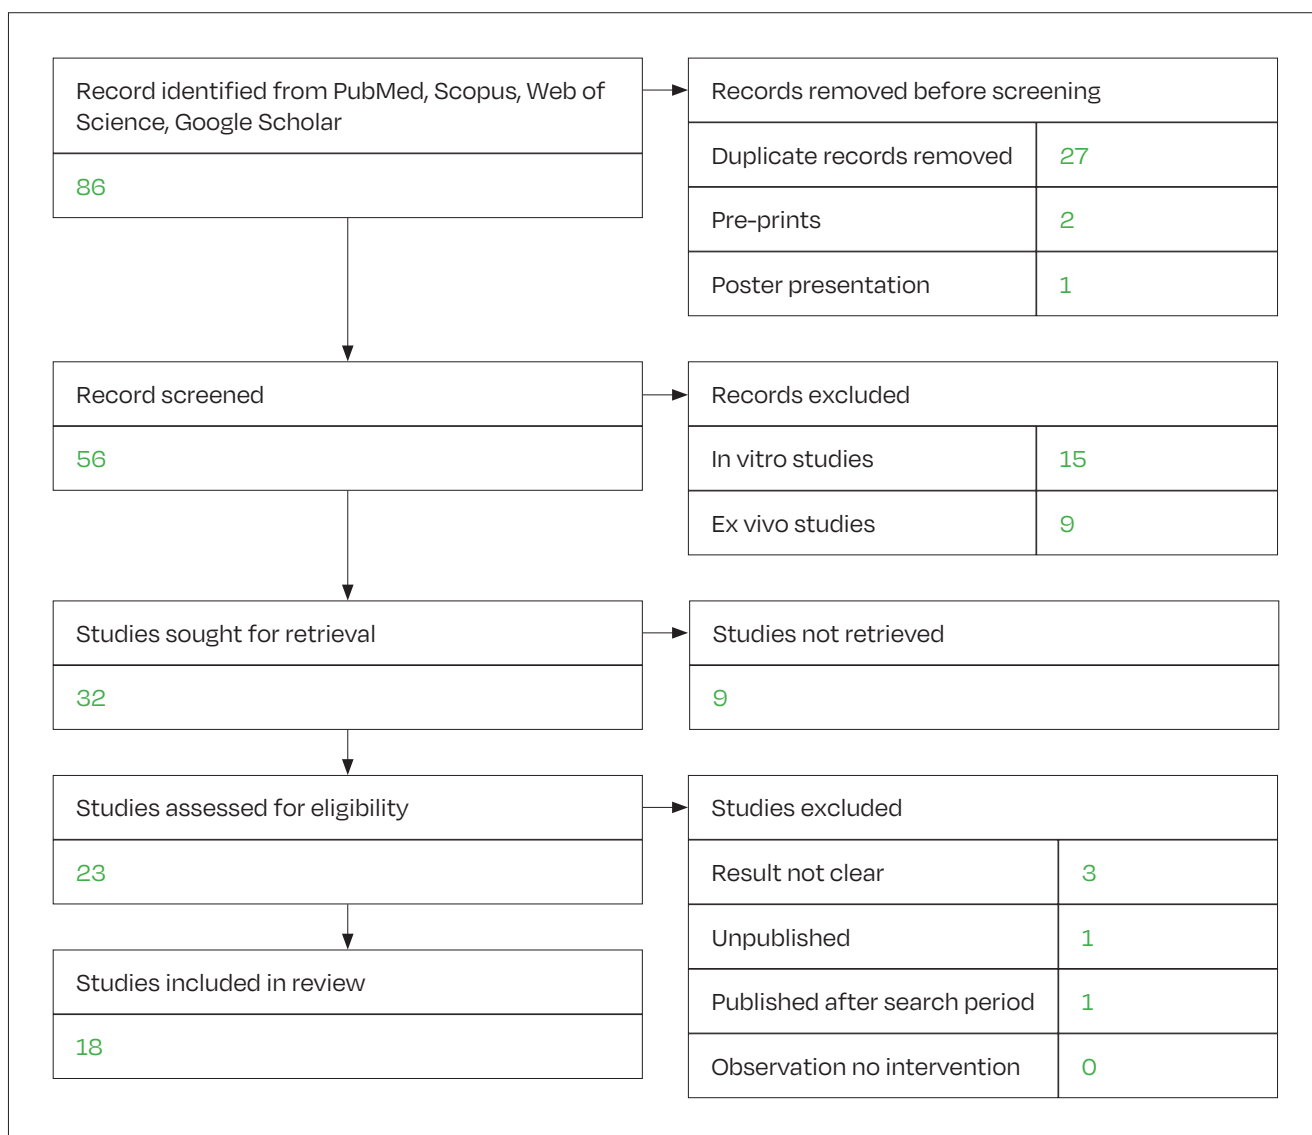 Record identified from PubMed, Scopus, Web of
Science, Google Scholar
86
Records removed before screening
Duplicate records removed 27
Pre-prints 2
Poster presentation 1
Record screened
56
Records excluded
In vitro studies 15
Ex vivo studies 9
Studies sought for retrieval
32
Studies not retrieved
9
Studies assessed for eligibility
23
Studies excluded
Result not clear 3
Unpublished 1
Published after search period 1
Observation no intervention 0
Studies included in review
18